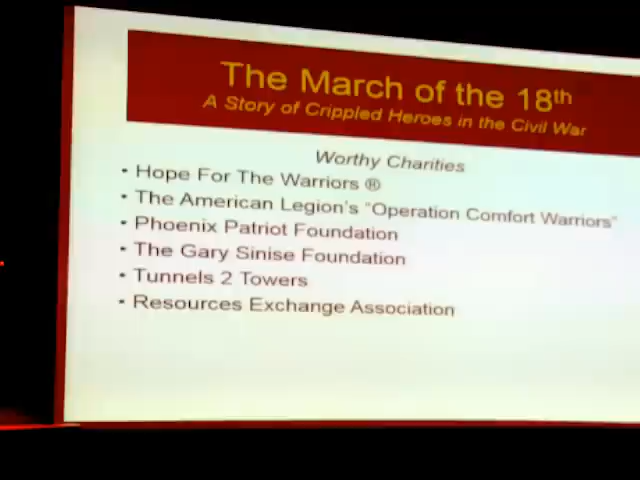 The March of the 18th
A Story of Crippled Heroes in the Civil War
Worthy Charities
• Hope For The Warriors ®
• The American Legion's "Operation Comfort Warriors"
• Phoenix Patriot Foundation
• The Gary Sinise Foundation
• Tunnels 2 Towers
• Resources Exchange Association